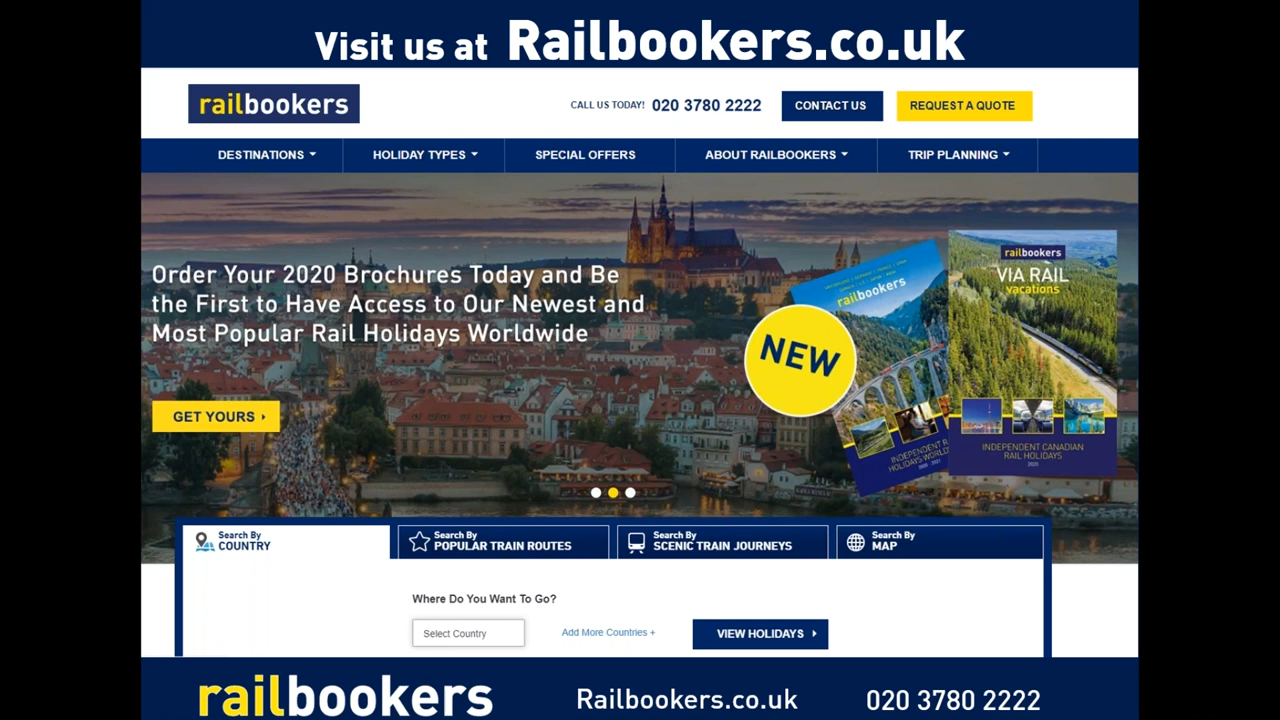 Visit us at Railbookers.co.uk
railbookers
CALL US TODAY! 020 3780 2222
CONTACT US
REQUEST A QUOTE
DESTINATIONS
HOLIDAY TYPES
SPECIAL OFFERS
ABOUT RAILBOOKERS
TRIP PLANNING
Order Your 2020 Brochures Today and Be
the First to Have Access to Our Newest and
Most Popular Rail Holidays Worldwide
GET YOURS
NEW
railbookers
INDEPENDENT
HOLIDAYS
railbookers
VIA RAIL
vacations
INDEPENDENT CANADIAN
RAIL HOLIDAYS
2020
Search By
COUNTRY
Search By
POPULAR TRAIN ROUTES
Search By
SCENIC TRAIN JOURNEYS
Search By
MAP
Where Do You Want To Go?
Select Country
Add More Countries +
VIEW HOLIDAYS
railbookers
Railbookers.co.uk
020 3780 2222